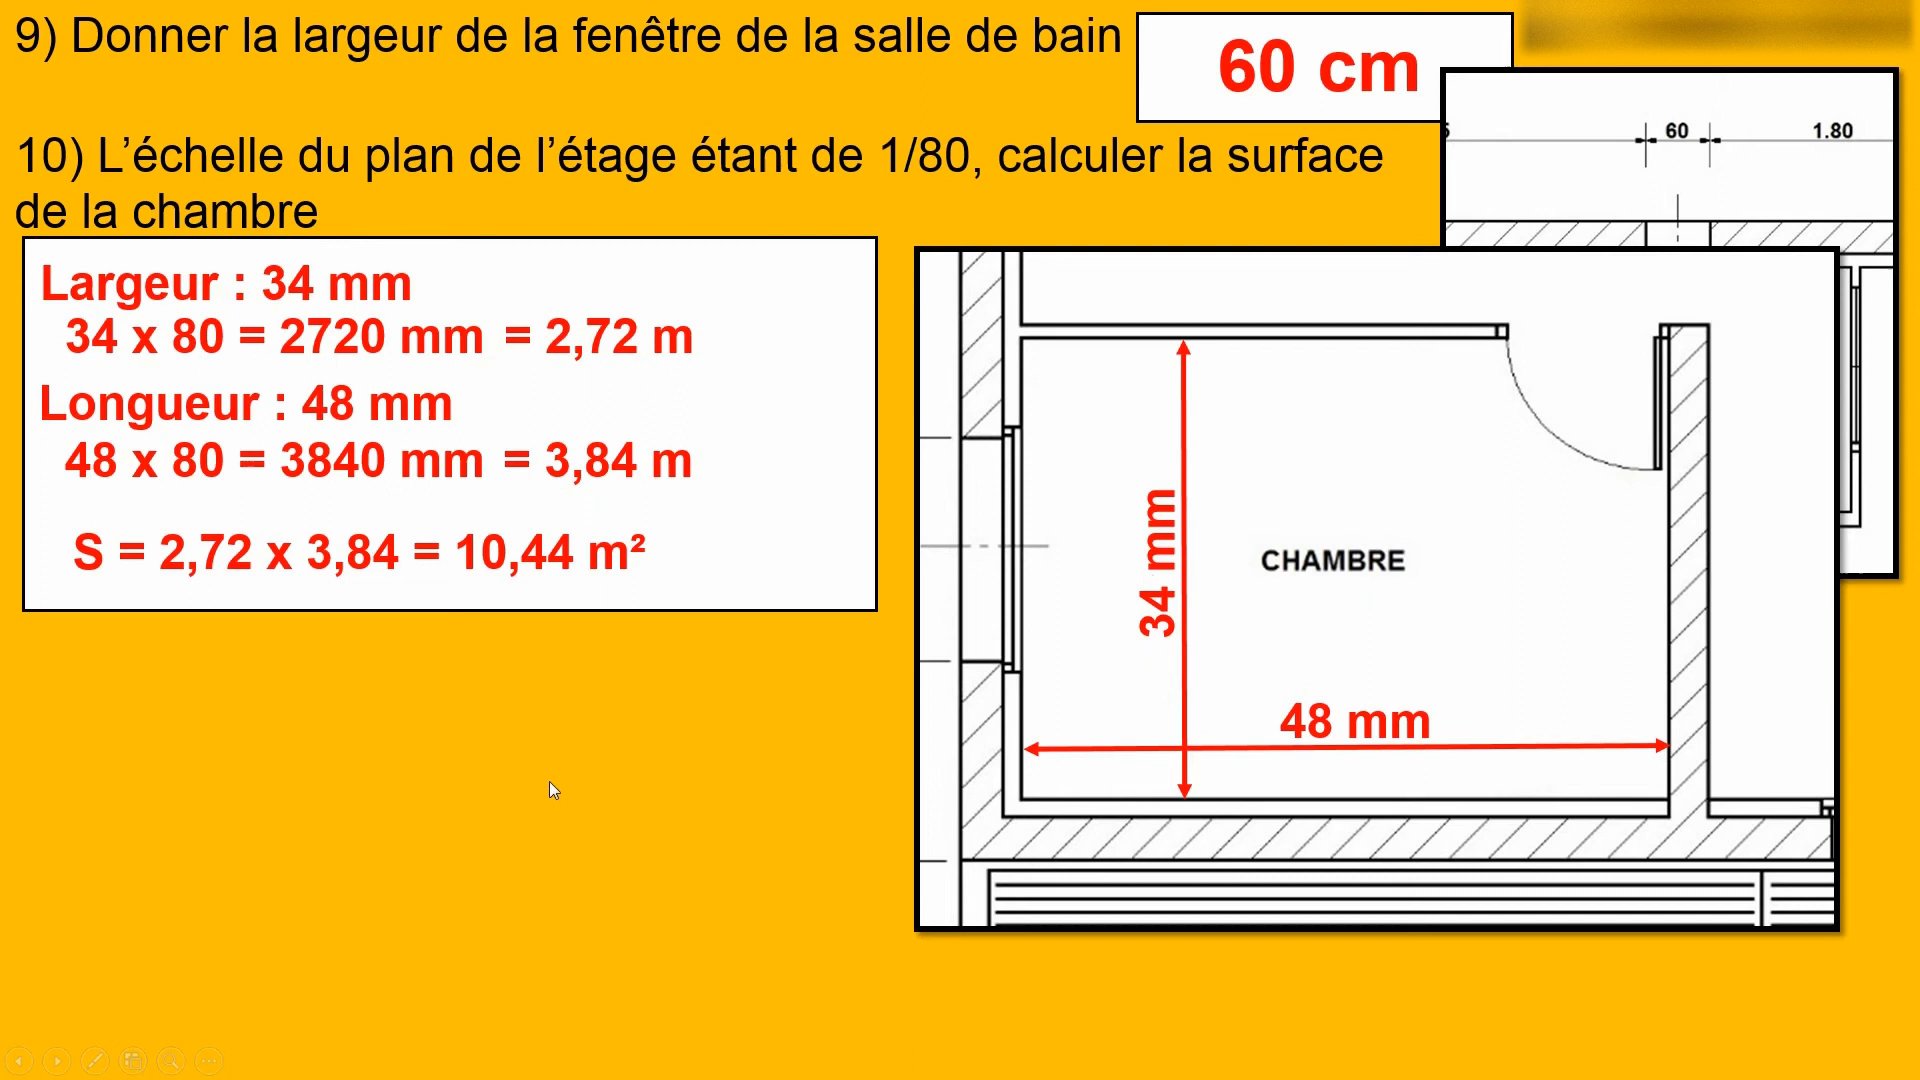 9) Donner la largeur de la fenêtre de la salle de bain
60 cm
60
1.80
10) L’échelle du plan de l’étage étant de 1/80, calculer la surface
de la chambre
Largeur : 34 mm
34 x 80 = 2720 mm = 2,72 m
Longueur : 48 mm
48 x 80 = 3840 mm = 3,84 m
S = 2,72 x 3,84 = 10,44 m²
34 mm
CHAMBRE
48 mm